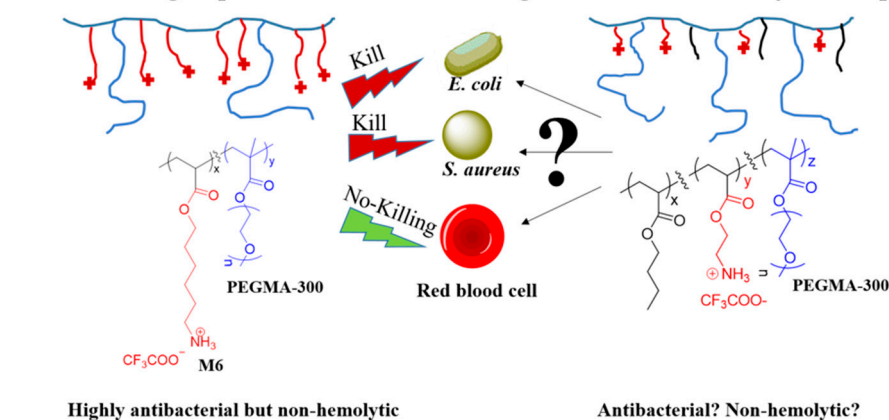 Kill
E. coli
Kill
S. aureus
?
No-Killing
Red blood cell
x
y
O
O
O
O
O
n
PEGMA-300
⊕
NH₃
CF₃COO⁻
M6
x
y
z
O
O
O
O
O
O
O
⊕ NH₃
n
PEGMA-300
CF₃COO-
Highly antibacterial but non-hemolytic
Antibacterial? Non-hemolytic?